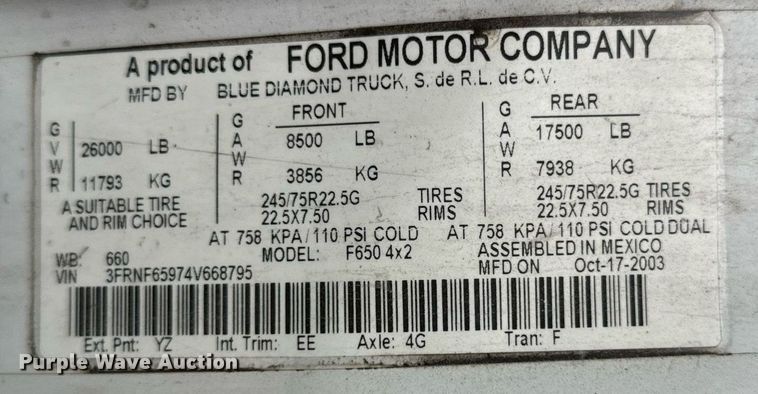 A product of FORD MOTOR COMPANY
MFD BY BLUE DIAMOND TRUCK, S. de R.L. de C.V.
GVWR
26000 LB
11793 KG
A SUITABLE TIRE
AND RIM CHOICE
FRONT
GAWR
8500 LB
3856 KG
245/75R22.5G TIRES
22.5X7.50 RIMS
AT 758 KPA/110 PSI COLD
REAR
GAWR
17500 LB
7938 KG
245/75R22.5G TIRES
22.5X7.50 RIMS
AT 758 KPA/110 PSI COLD DUAL
WB: 660 MODEL: F650 4x2 ASSEMBLED IN MEXICO
VIN 3FRNF65974V668795 MFD ON Oct-17-2003
Ext. Pnt: YZ Int. Trim: EE Axle: 4G Tran: F
Purple Wave Auction